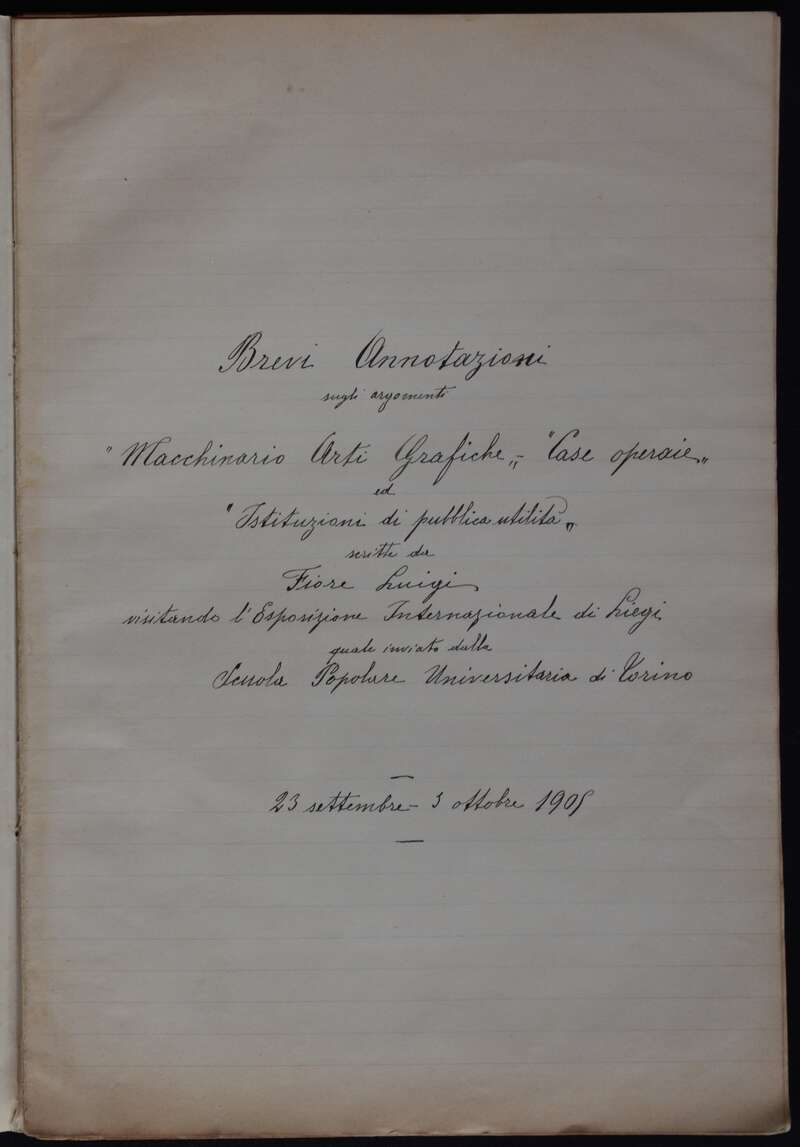 Brevi Annotazioni
sugli argomenti
"Macchinario Arti Grafiche„ - "Case operaie„
ed
"Istituzioni di pubblica utilità„
scritte da
Fiore Luigi
visitando l'Esposizione Internazionale di Liegi
quale inviato dalla
Scuola Popolare Universitaria di Torino
23 settembre - 3 ottobre 1905